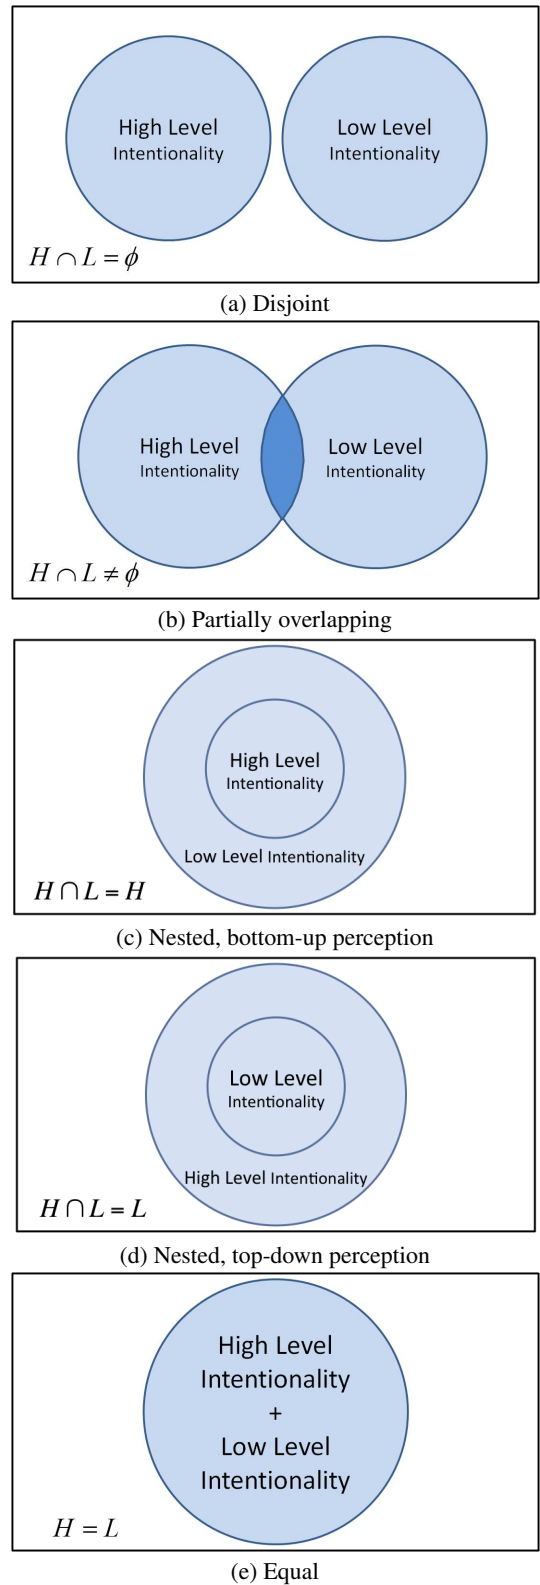 High Level
Intentionality
Low Level
Intentionality
H ∩ L = ϕ
(a) Disjoint
High Level
Intentionality
Low Level
Intentionality
H ∩ L ≠ ϕ
(b) Partially overlapping
High Level
Intentionality
Low Level Intentionality
H ∩ L = H
(c) Nested, bottom-up perception
Low Level
Intentionality
High Level Intentionality
H ∩ L = L
(d) Nested, top-down perception
High Level
Intentionality
+
Low Level
Intentionality
H = L
(e) Equal